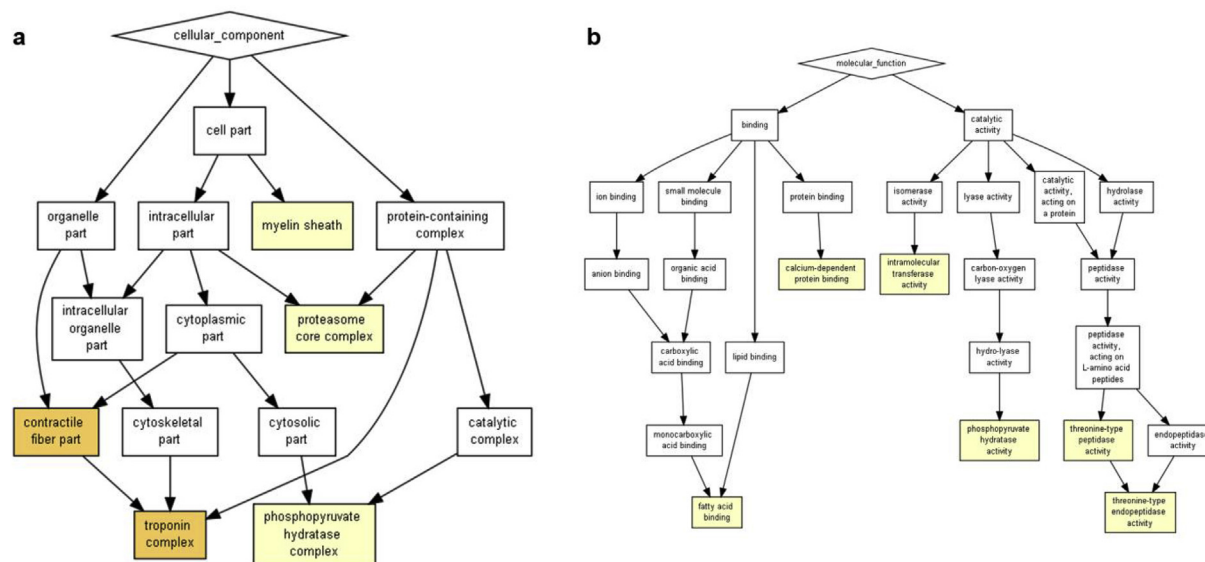 a
cellular_component
cell part
organelle
part
intracellular
part
myelin sheath
protein-containing
complex
intracellular
organelle
part
cytoplasmic
part
proteasome
core complex
contractile
fiber part
cytoskeletal
part
cytosolic
part
catalytic
complex
troponin
complex
phosphopyruvate
hydratase
complex
b
molecular_function
binding
catalytic
activity
ion binding
small molecule
binding
protein binding
isomerase
activity
lyase activity
catalytic
activity,
acting on
a protein
hydrolase
activity
anion binding
organic acid
binding
calcium-dependent
protein binding
intramolecular
transferase
activity
carbon-oxygen
lyase activity
peptidase
activity
carboxylic
acid binding
lipid binding
hydro-lyase
activity
peptidase
activity,
acting on
L-amino acid
peptides
monocarboxylic
acid binding
phosphopyruvate
hydratase
activity
threonine-type
peptidase
activity
endopeptidase
activity
fatty acid
binding
threonine-type
endopeptidase
activity